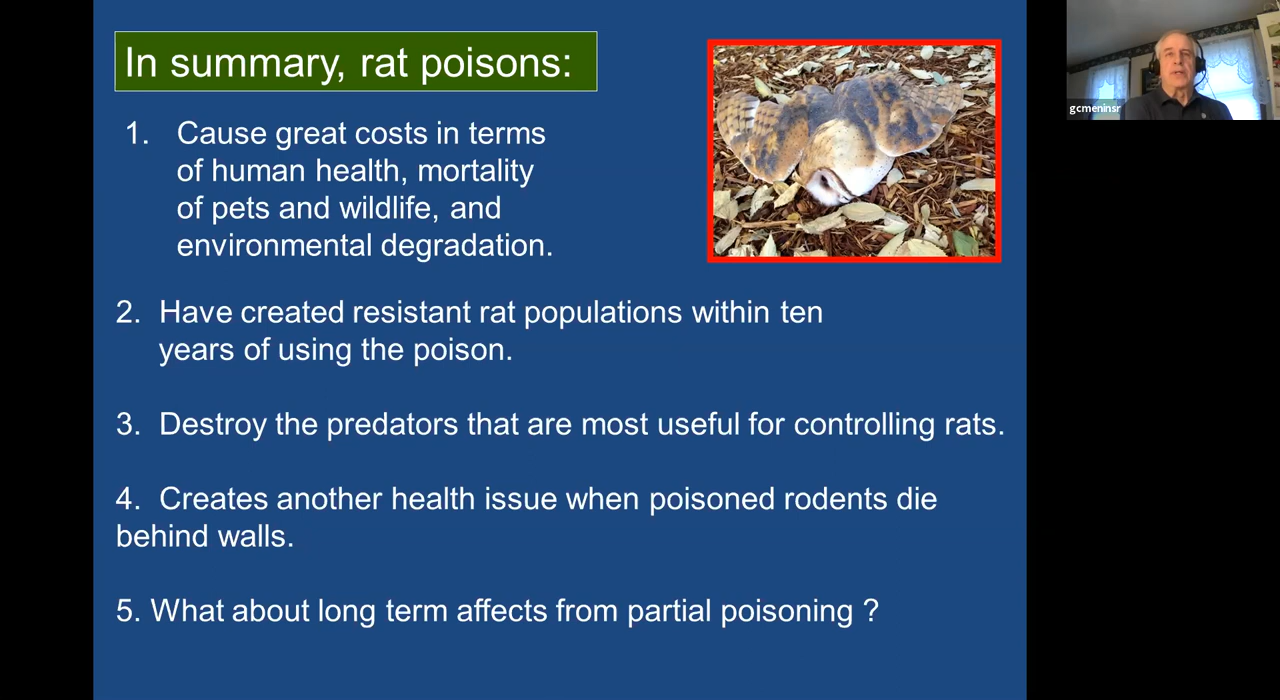 In summary, rat poisons:
1. Cause great costs in terms
of human health, mortality
of pets and wildlife, and
environmental degradation.
2. Have created resistant rat populations within ten
years of using the poison.
3. Destroy the predators that are most useful for controlling rats.
4. Creates another health issue when poisoned rodents die
behind walls.
5. What about long term affects from partial poisoning ?
gcmeninsr